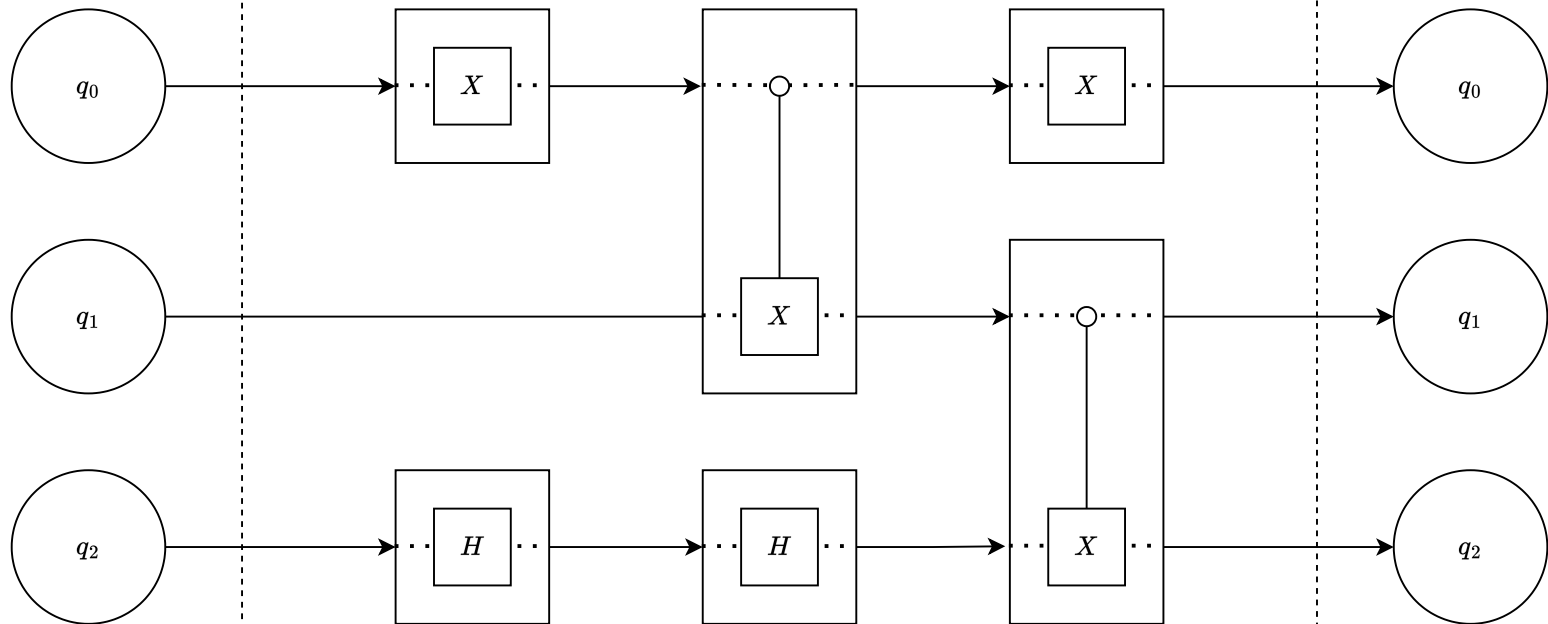 q₀ X X q₀
q₁ X q₁
q₂ H H X q₂